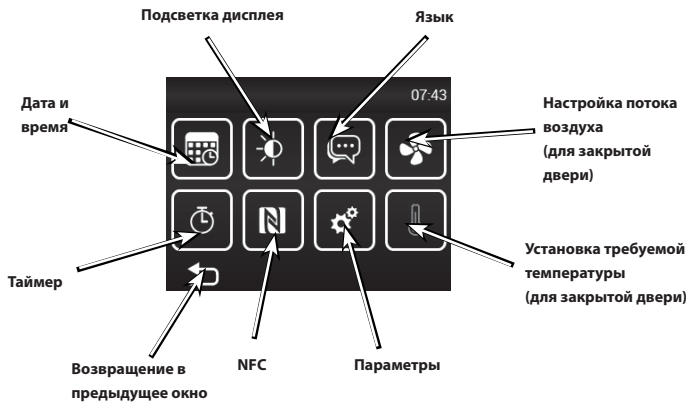 Подсветка дисплея
Язык
07:43
Дата и
время
Настройка потока
воздуха
(для закрытой
двери)
Установка требуемой
температуры
(для закрытой двери)
Таймер
Возвращение в
предыдущее окно
NFC
Параметры